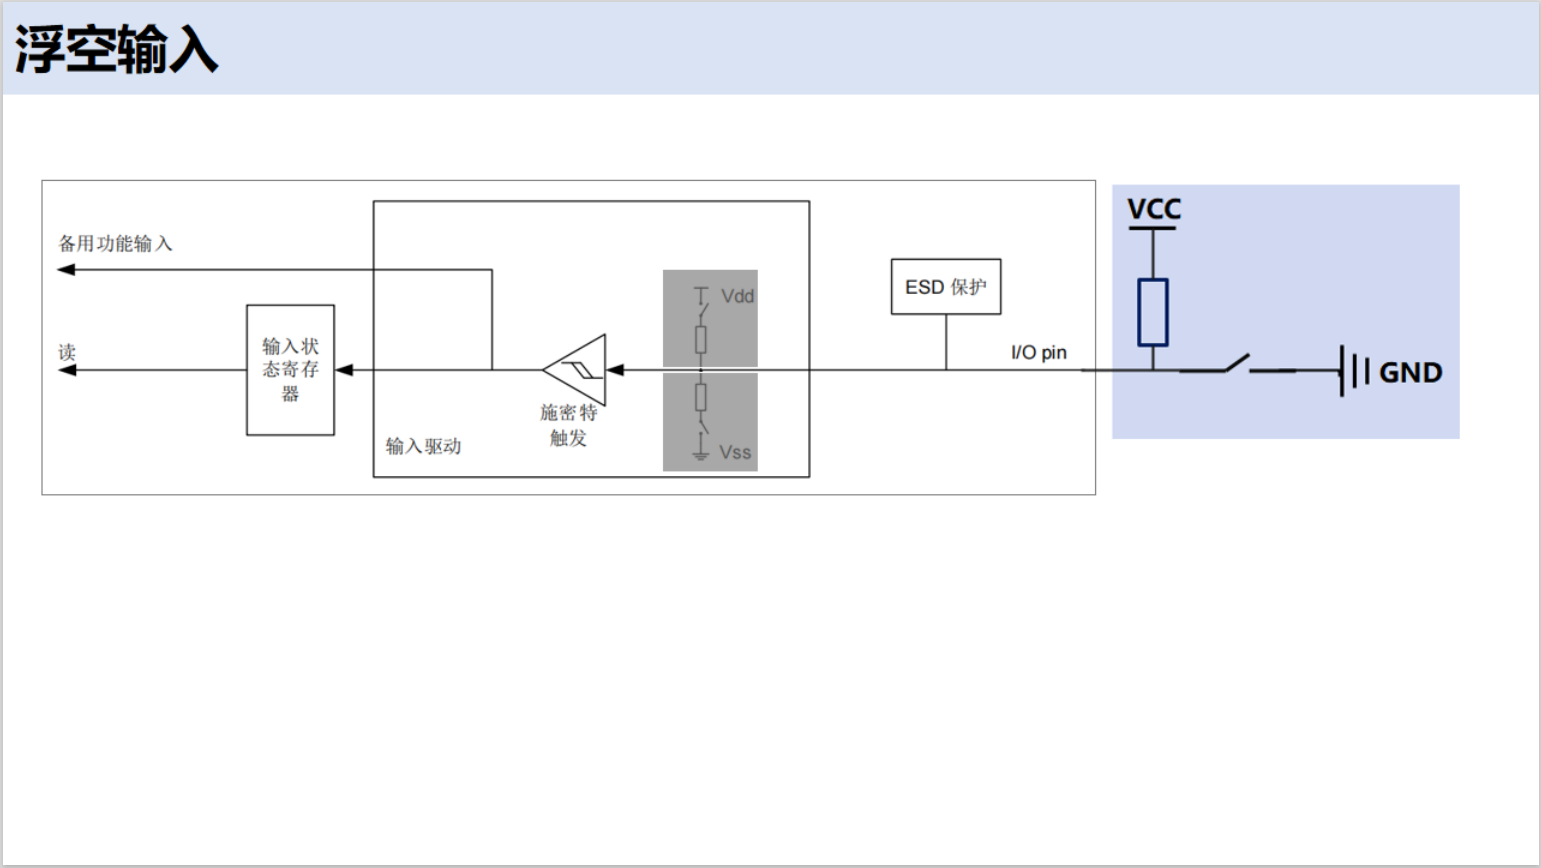 浮空输入
备用功能输入
读
输入状
态寄存
器
施密特
触发
输入驱动
Vdd
Vss
ESD 保护
I/O pin
VCC
GND